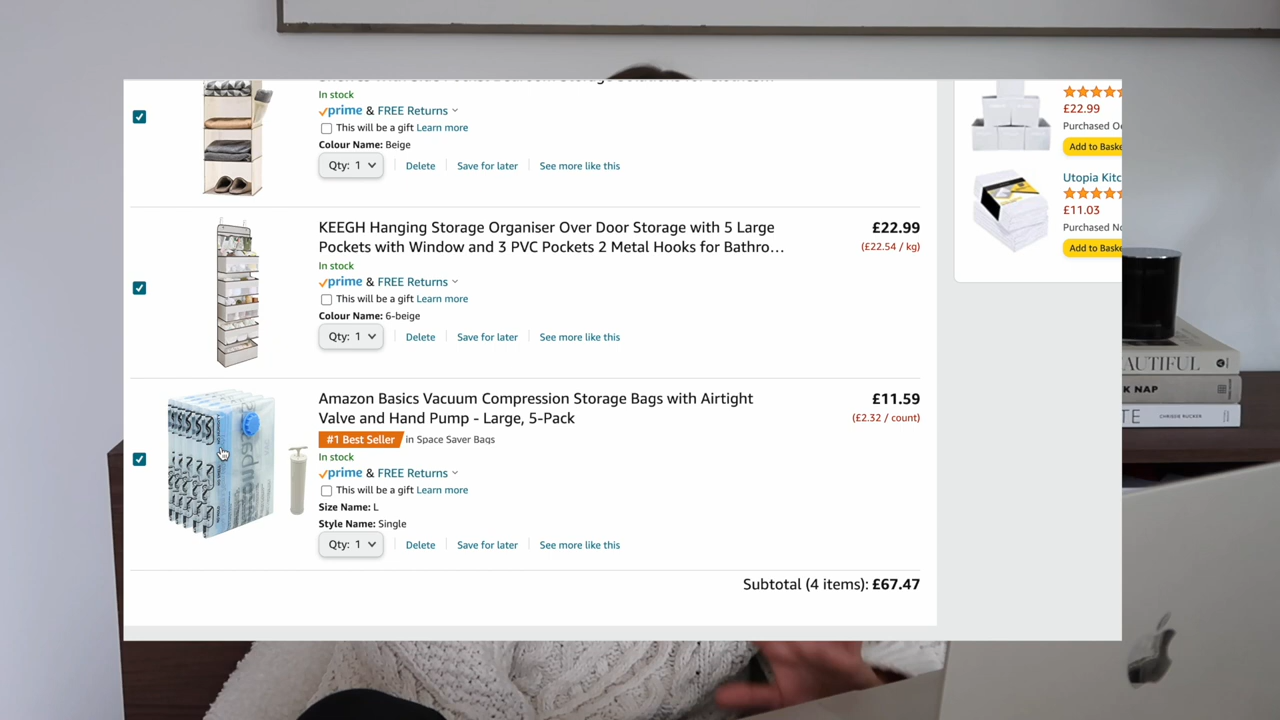 In stock
prime & FREE Returns
This will be a gift Learn more
Colour Name: Beige
Qty: 1
Delete
Save for later
See more like this
KEEGH Hanging Storage Organiser Over Door Storage with 5 Large
Pockets with Window and 3 PVC Pockets 2 Metal Hooks for Bathro…
£22.99
(£22.54 / kg)
In stock
prime & FREE Returns
This will be a gift Learn more
Colour Name: 6-beige
Qty: 1
Delete
Save for later
See more like this
Amazon Basics Vacuum Compression Storage Bags with Airtight
Valve and Hand Pump - Large, 5-Pack
£11.59
(£2.32 / count)
#1 Best Seller in Space Saver Bags
In stock
prime & FREE Returns
This will be a gift Learn more
Size Name: L
Style Name: Single
Qty: 1
Delete
Save for later
See more like this
Subtotal (4 items): £67.47
£22.99
Purchased O
Add to Baske
Utopia Kitc
£11.03
Purchased N
Add to Baske
AUTIFUL
K NAP
TE